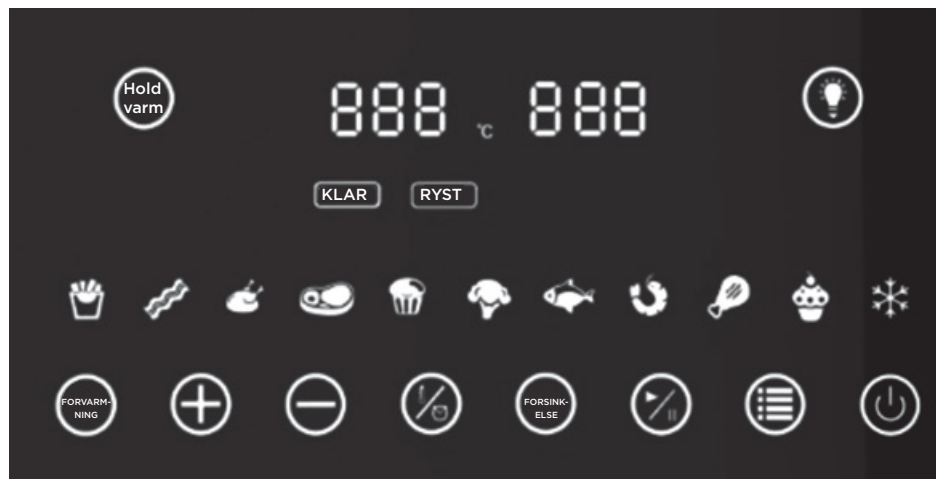 Hold
varm
888 °C 888
KLAR RYST
FORVARM-
NING
FORSINK-
ELSE